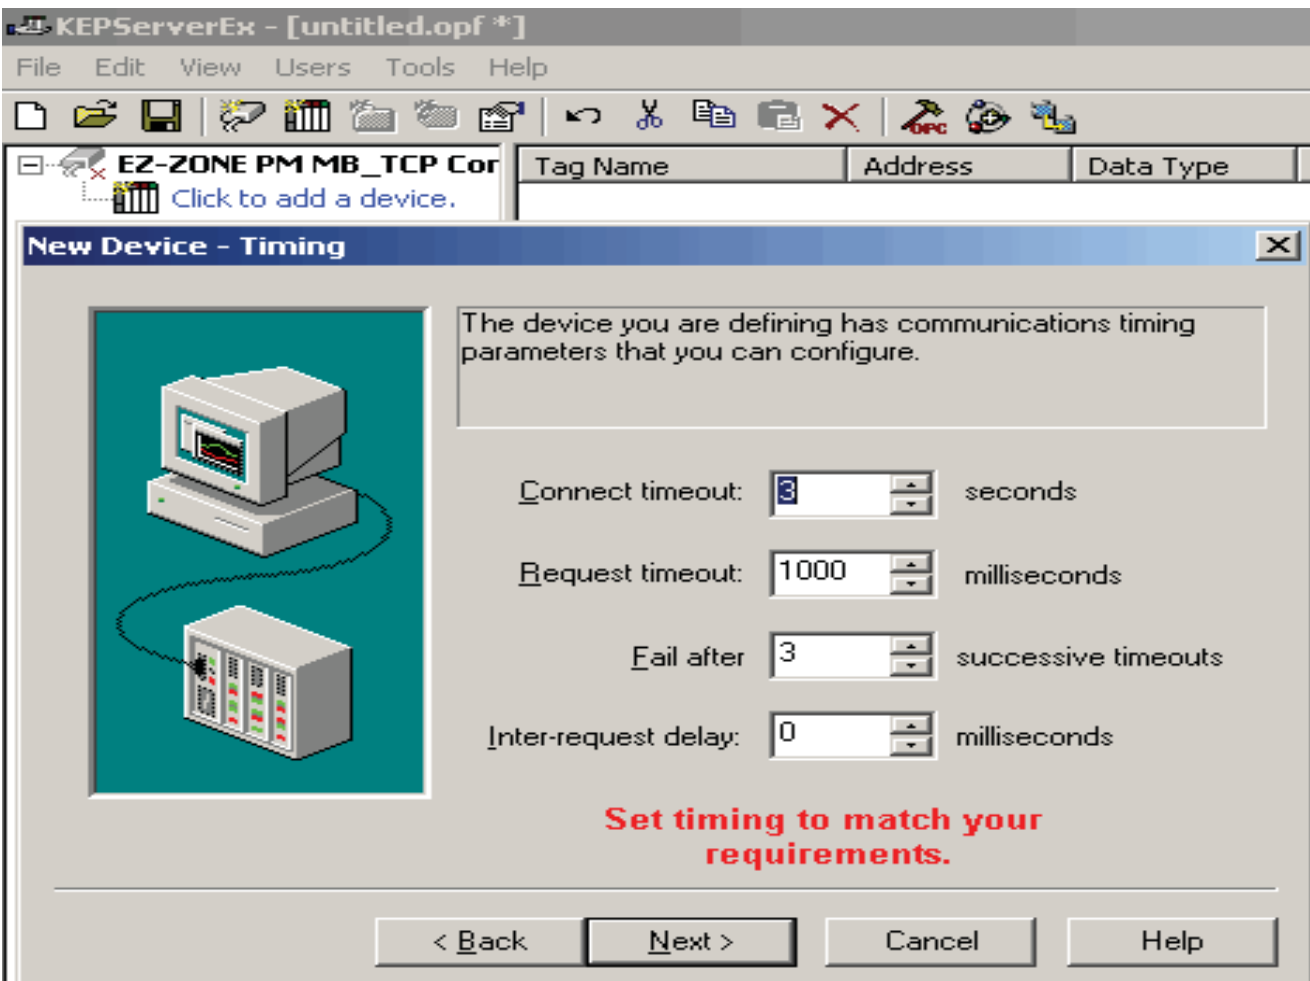 KEPServerEx - [untitled.opf *]
File Edit View Users Tools Help
OPC
EZ-ZONE PM MB_TCP Cor
Tag Name Address Data Type
Click to add a device.
New Device - Timing
The device you are defining has communications timing
parameters that you can configure.
Connect timeout: 3 seconds
Request timeout: 1000 milliseconds
Fail after 3 successive timeouts
Inter-request delay: 0 milliseconds
Set timing to match your
requirements.
< Back Next > Cancel Help